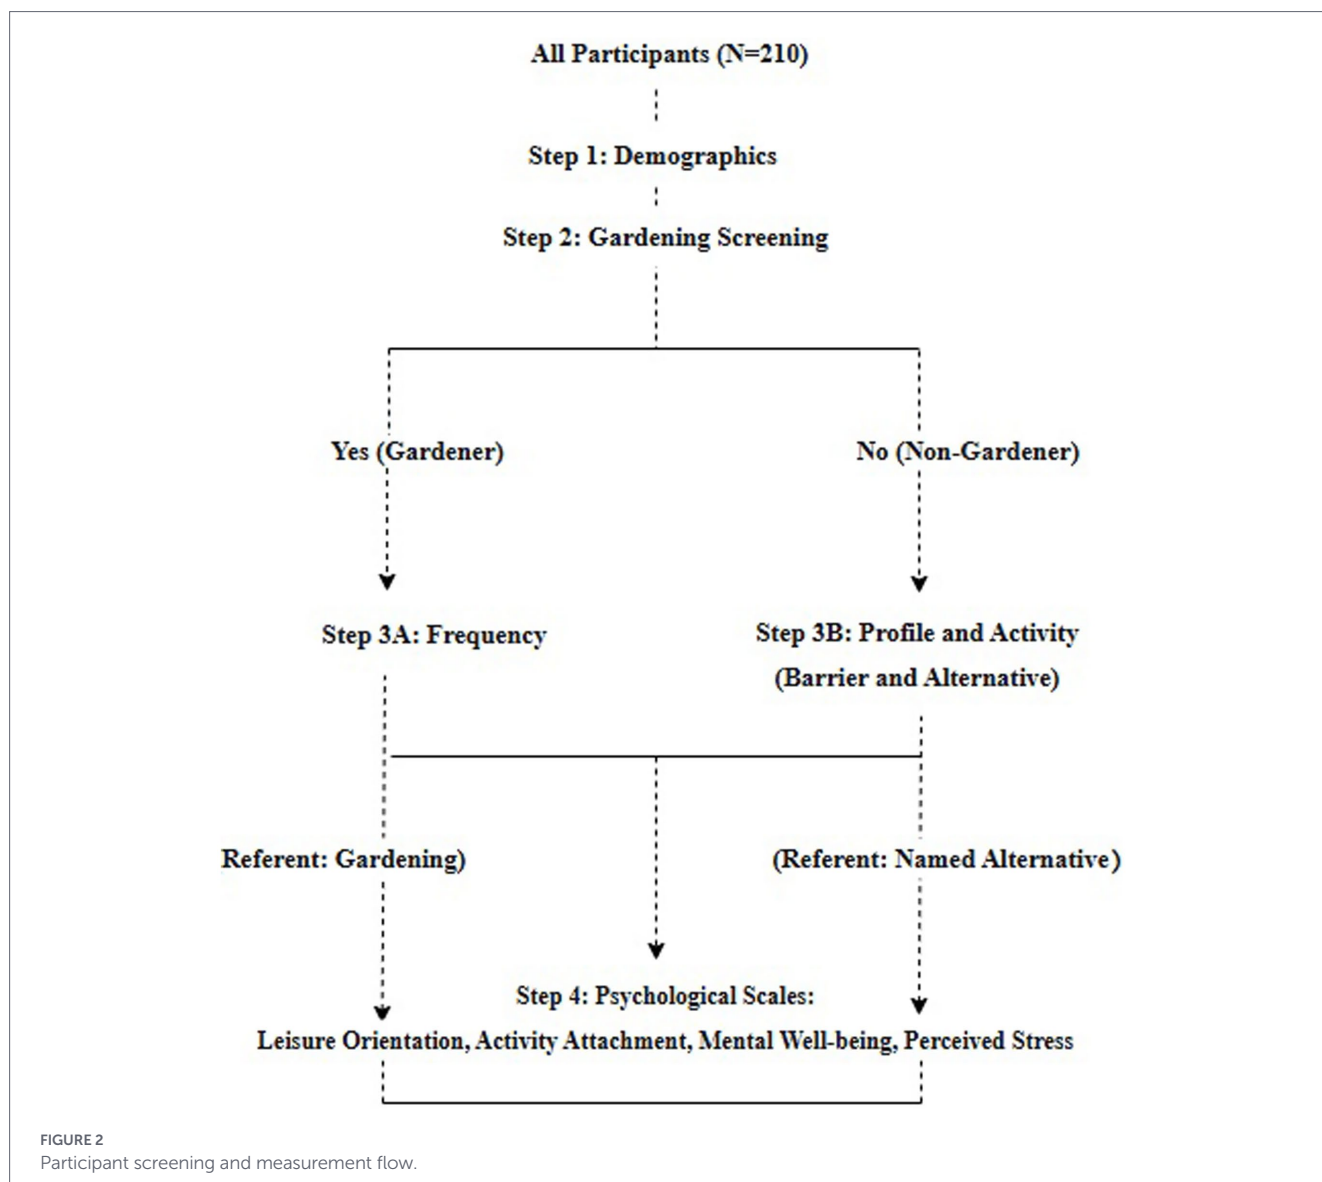 All Participants (N=210)
Step 1: Demographics
Step 2: Gardening Screening
Yes (Gardener)
No (Non-Gardener)
Step 3A: Frequency
Step 3B: Profile and Activity
(Barrier and Alternative)
Referent: Gardening)
(Referent: Named Alternative)
Step 4: Psychological Scales:
Leisure Orientation, Activity Attachment, Mental Well-being, Perceived Stress
FIGURE 2
Participant screening and measurement flow.